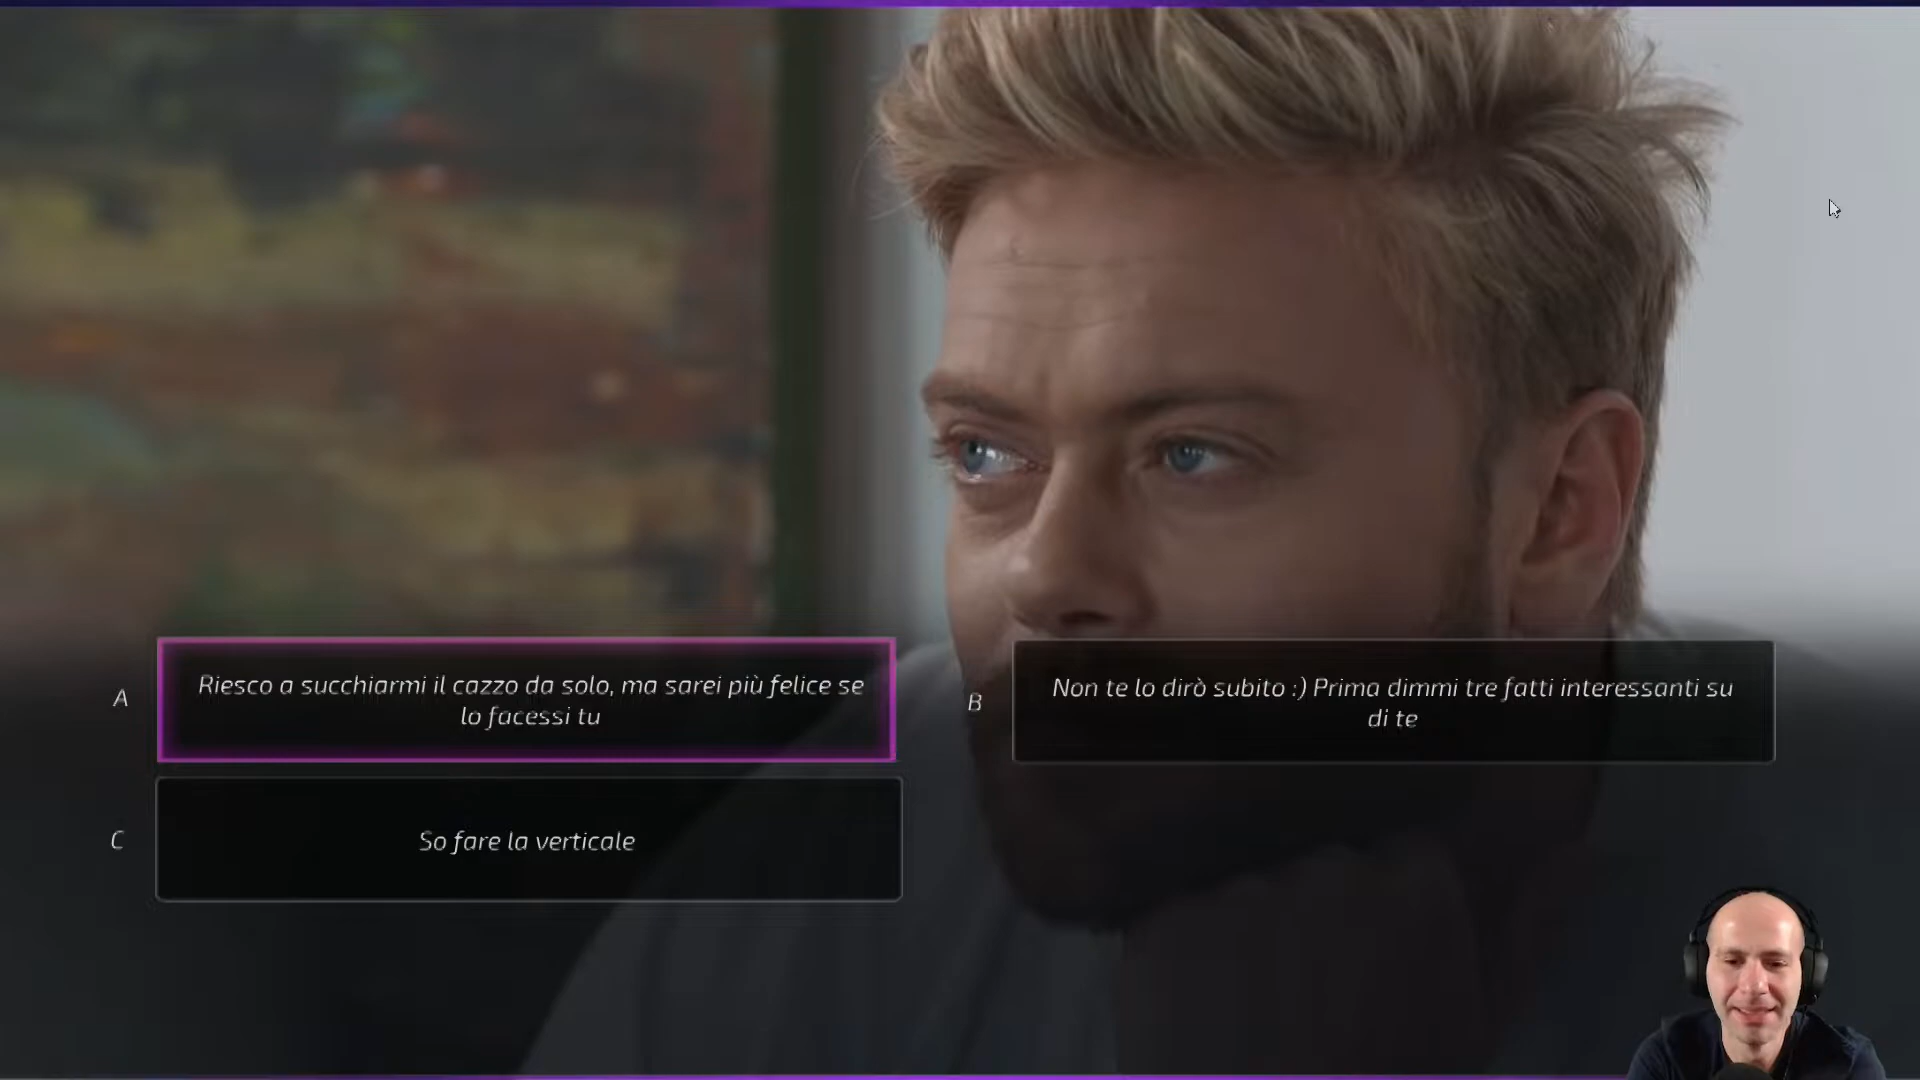 A
Riesco a succhiarmi il cazzo da solo, ma sarei più felice se
lo facessi tu
B
Non te lo dirò subito :) Prima dimmi tre fatti interessanti su
di te
C
So fare la verticale